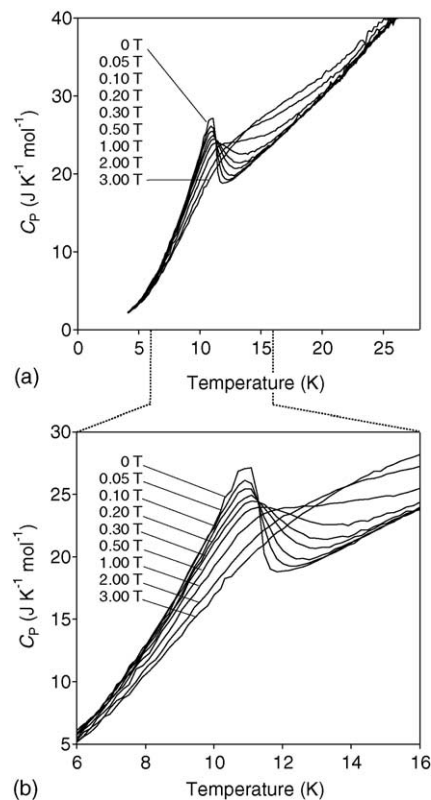 40
30
20
10
0
0 T
0.05 T
0.10 T
0.20 T
0.30 T
0.50 T
1.00 T
2.00 T
3.00 T
C_P (J K⁻¹ mol⁻¹)
0 5 10 15 20 25
Temperature (K)
(a)
30
25
20
15
10
5
0 T
0.05 T
0.10 T
0.20 T
0.30 T
0.50 T
1.00 T
2.00 T
3.00 T
C_P (J K⁻¹ mol⁻¹)
6 8 10 12 14 16
Temperature (K)
(b)